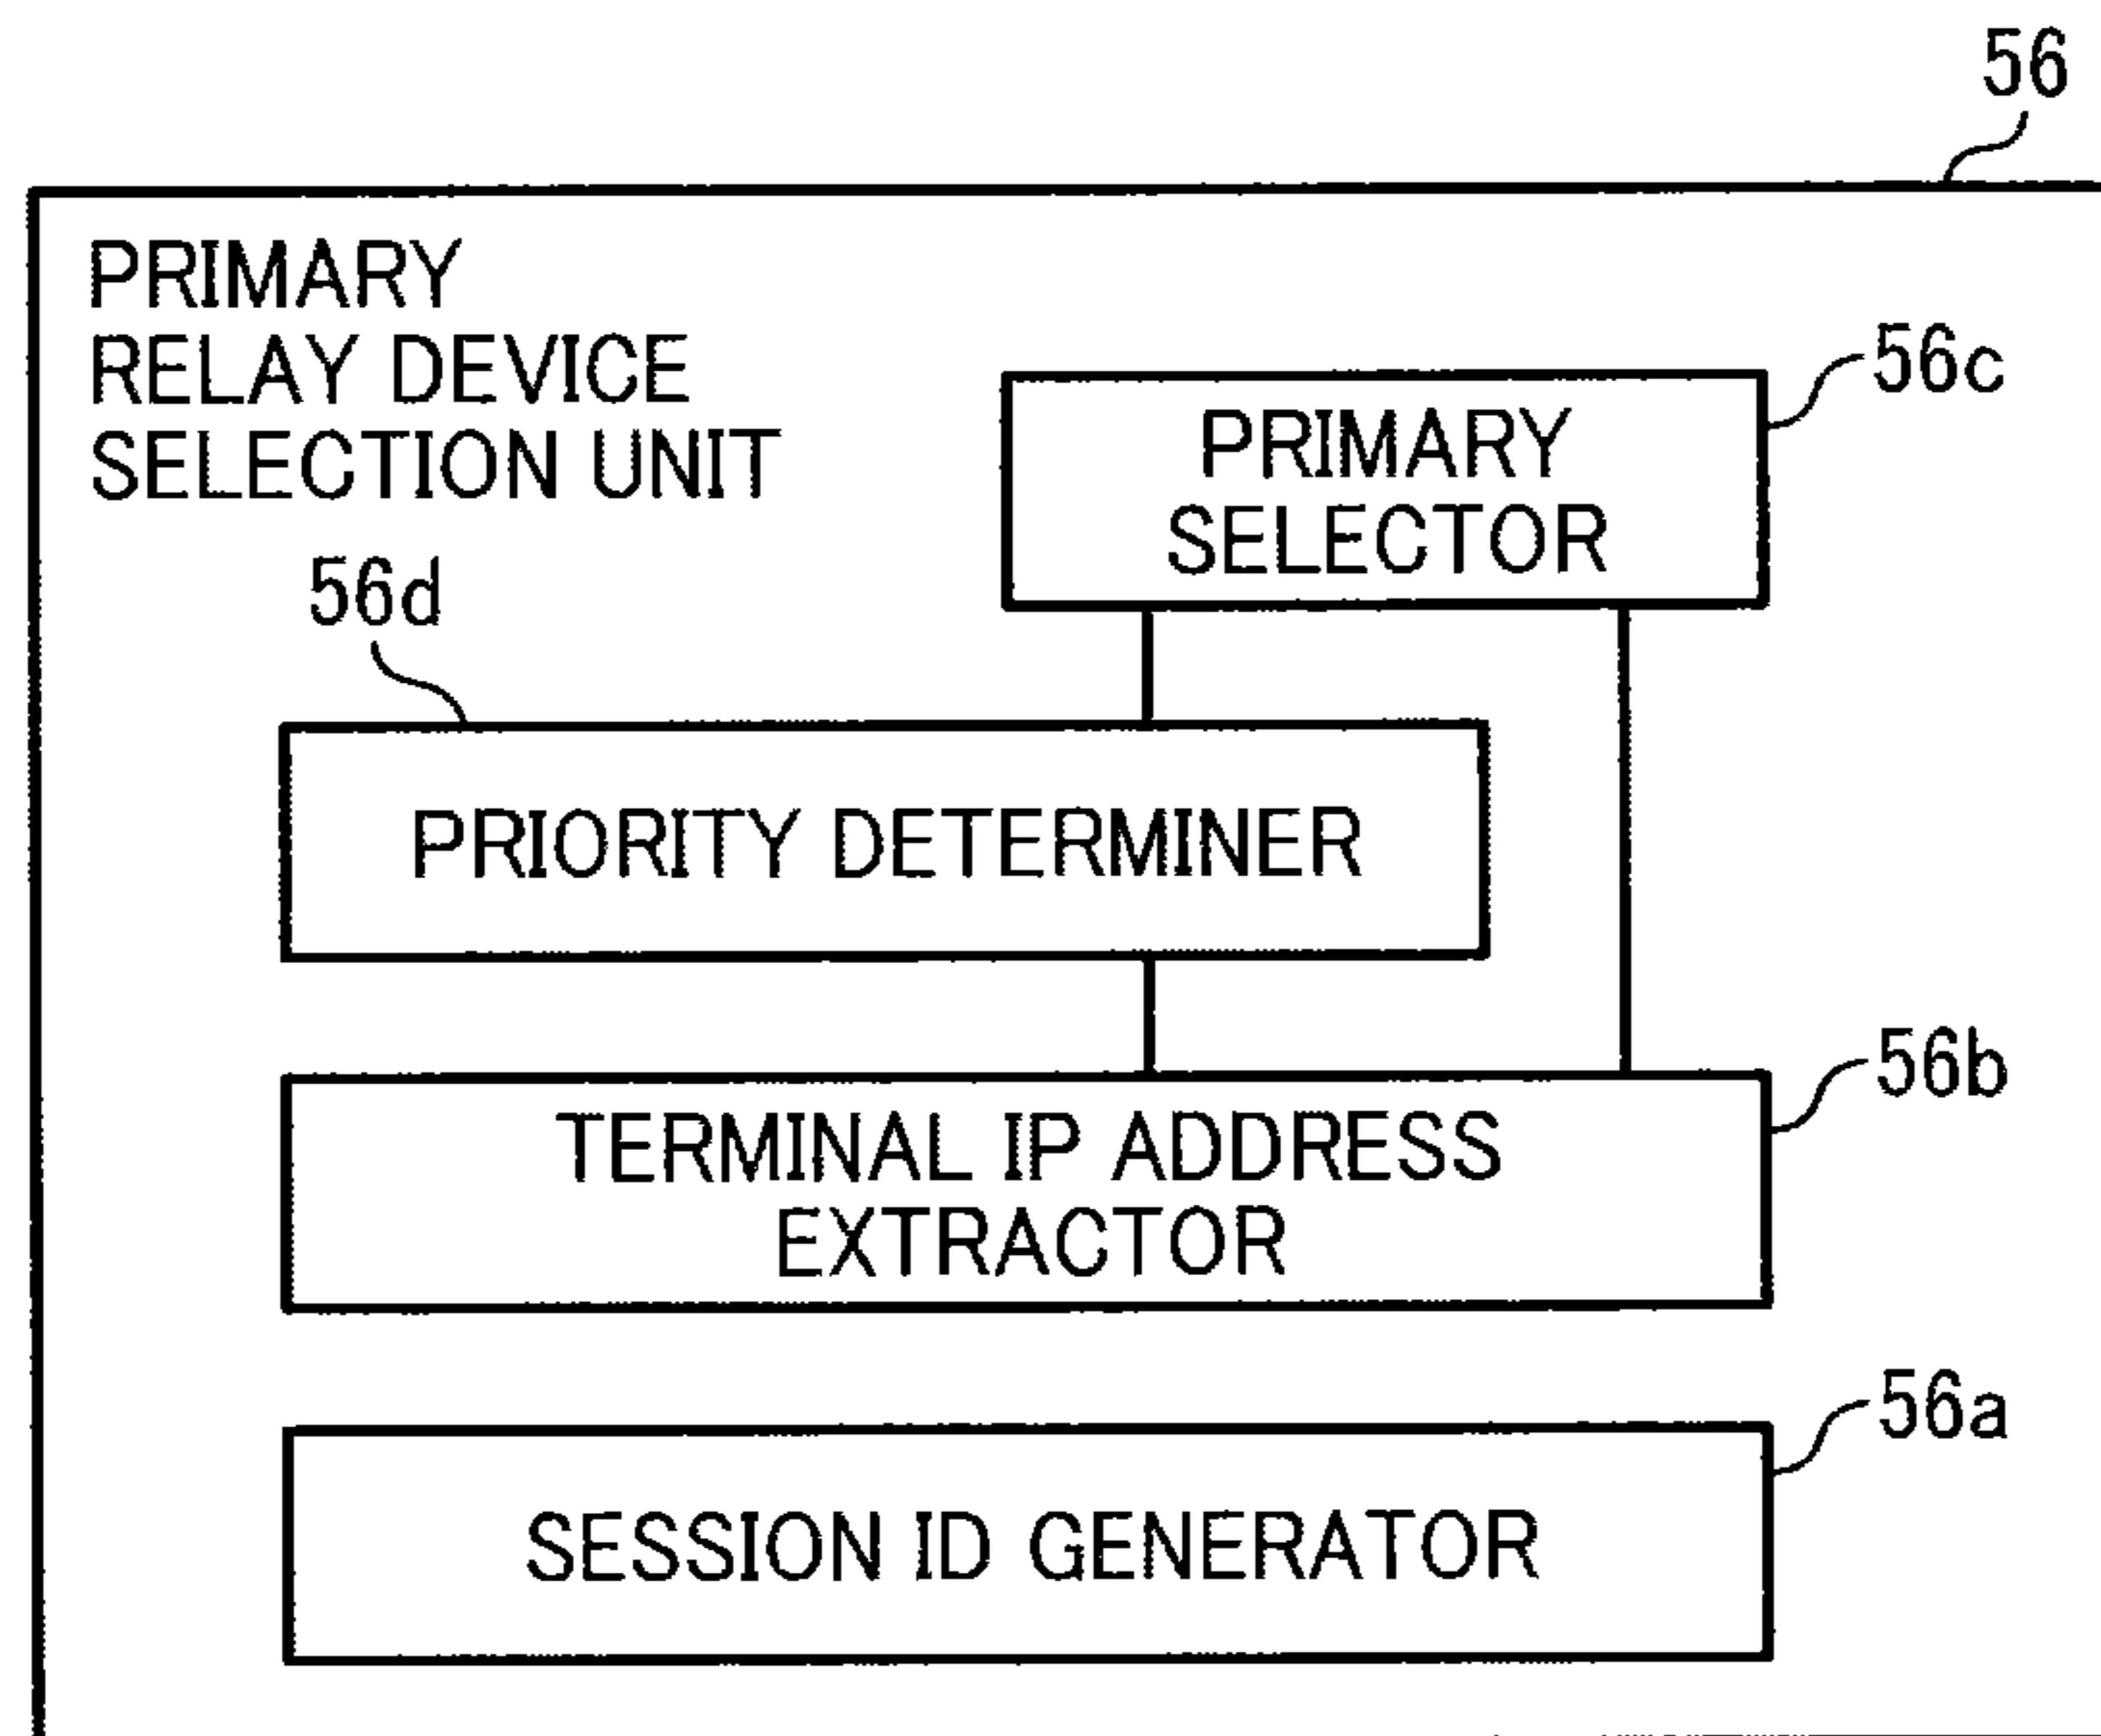 56
PRIMARY
RELAY DEVICE
SELECTION UNIT
56c
PRIMARY
SELECTOR
56d
PRIORITY DETERMINER
56b
TERMINAL IP ADDRESS
EXTRACTOR
56a
SESSION ID GENERATOR